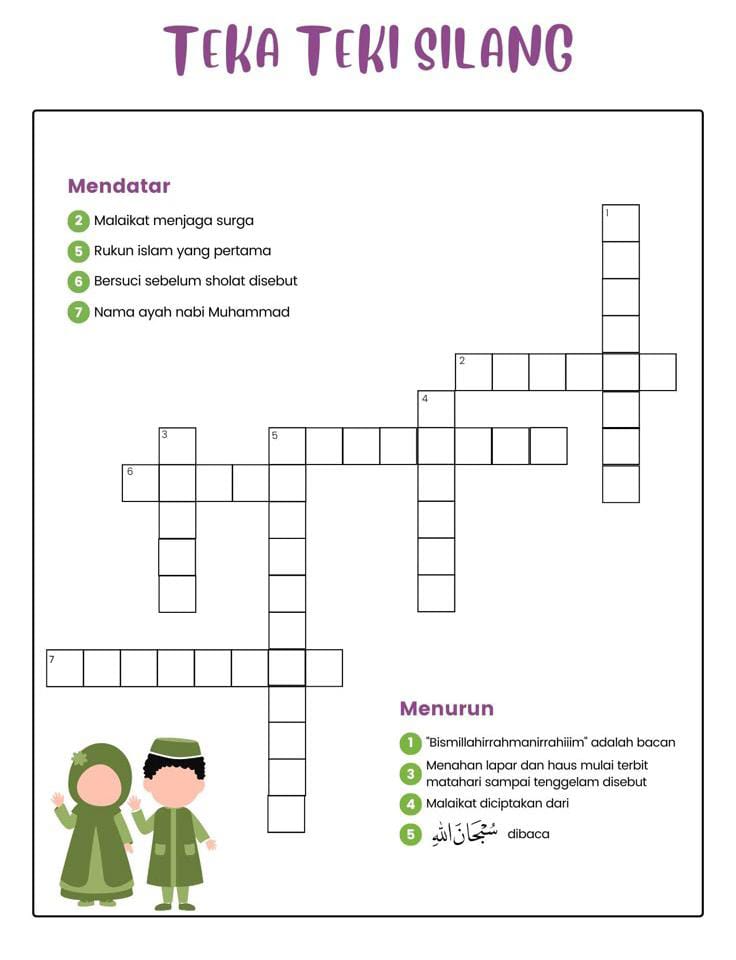 TEKA TEKI SILANG
Mendatar
2 Malaikat menjaga surga
5 Rukun islam yang pertama
6 Bersuci sebelum sholat disebut
7 Nama ayah nabi Muhammad
1
2
4
3
5
6
7
Menurun
1 "Bismillahirrahmanirrahiiim" adalah bacan
3 Menahan lapar dan haus mulai terbit
matahari sampai tenggelam disebut
4 Malaikat diciptakan dari
5 سُبْحَانَ اللهِ dibaca